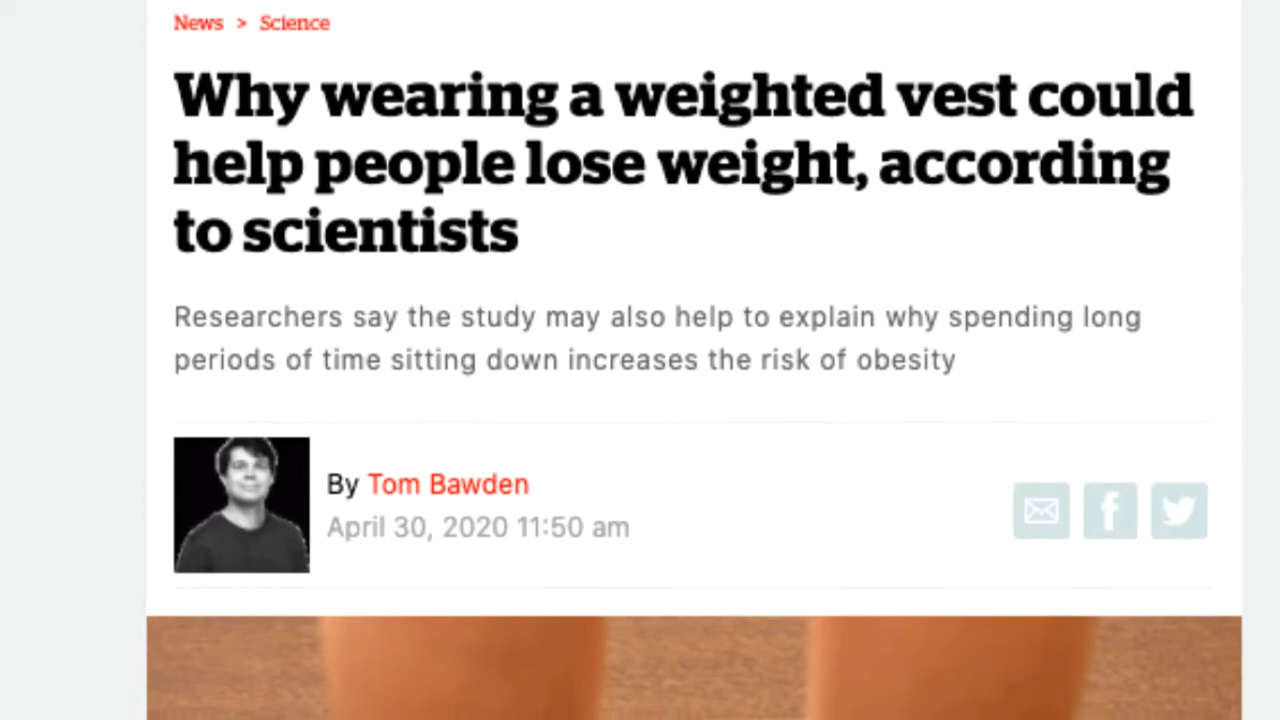 News > Science
Why wearing a weighted vest could
help people lose weight, according
to scientists
Researchers say the study may also help to explain why spending long
periods of time sitting down increases the risk of obesity
By Tom Bawden
April 30, 2020 11:50 am